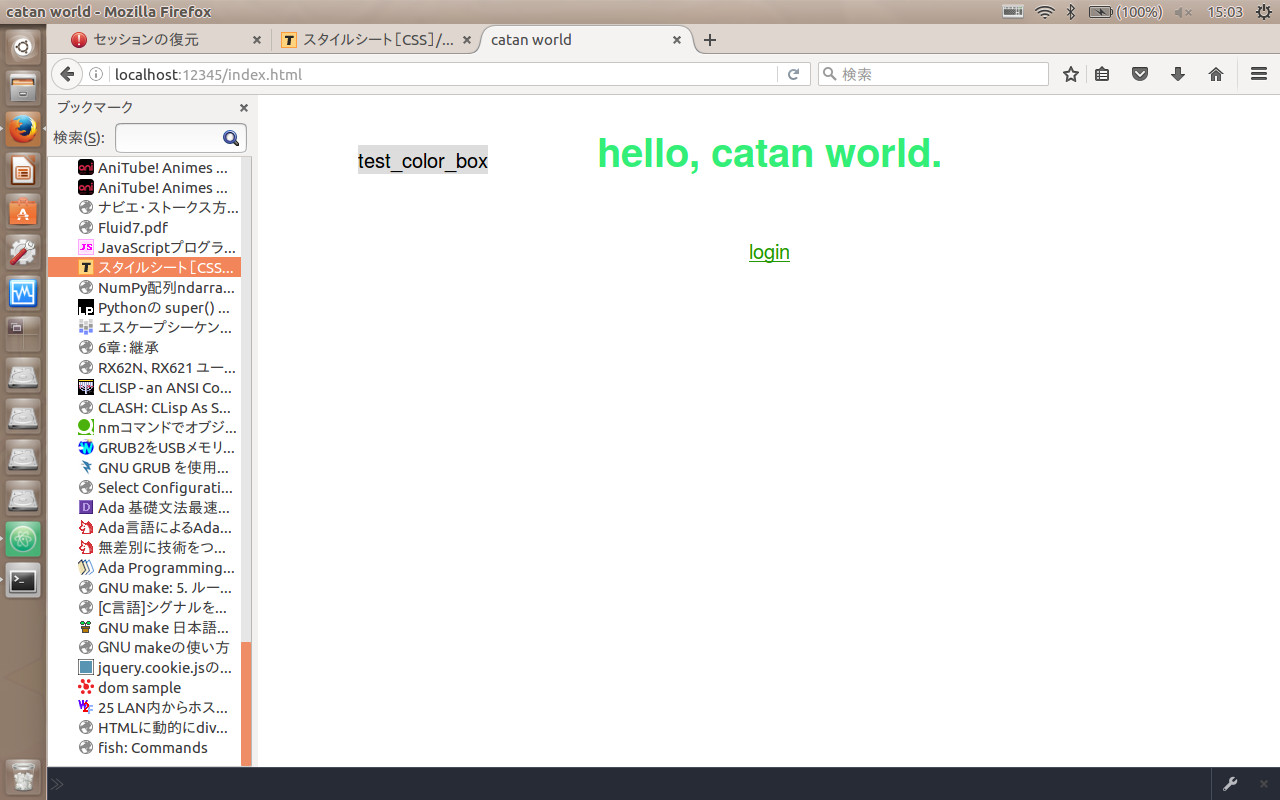 catan world - Mozilla Firefox
(100%)
15:03
セッションの復元
スタイルシート[CSS]/...
catan world
localhost:12345/index.html
検索
ブックマーク
検索(S):
AniTube! Animes ...
AniTube! Animes ...
ナビエ・ストークス方...
Fluid7.pdf
JavaScriptプログラ...
スタイルシート[CSS...
NumPy配列ndarra...
Pythonの super() ...
エスケープシーケン...
6章：継承
RX62N、RX621 ユー...
CLISP - an ANSI Co...
CLASH: CLisp As S...
nmコマンドでオブジ...
GRUB2をUSBメモリ...
GNU GRUB を使用...
Select Configurati...
Ada 基礎文法最速...
Ada言語によるAda...
無差別に技術をつ...
Ada Programming...
GNU make: 5. ルー...
[C言語]シグナルを...
GNU make 日本語...
GNU makeの使い方
jquery.cookie.jsの...
dom sample
25 LAN内からホス...
HTMLに動的にdiv...
fish: Commands
test_color_box
hello, catan world.
login